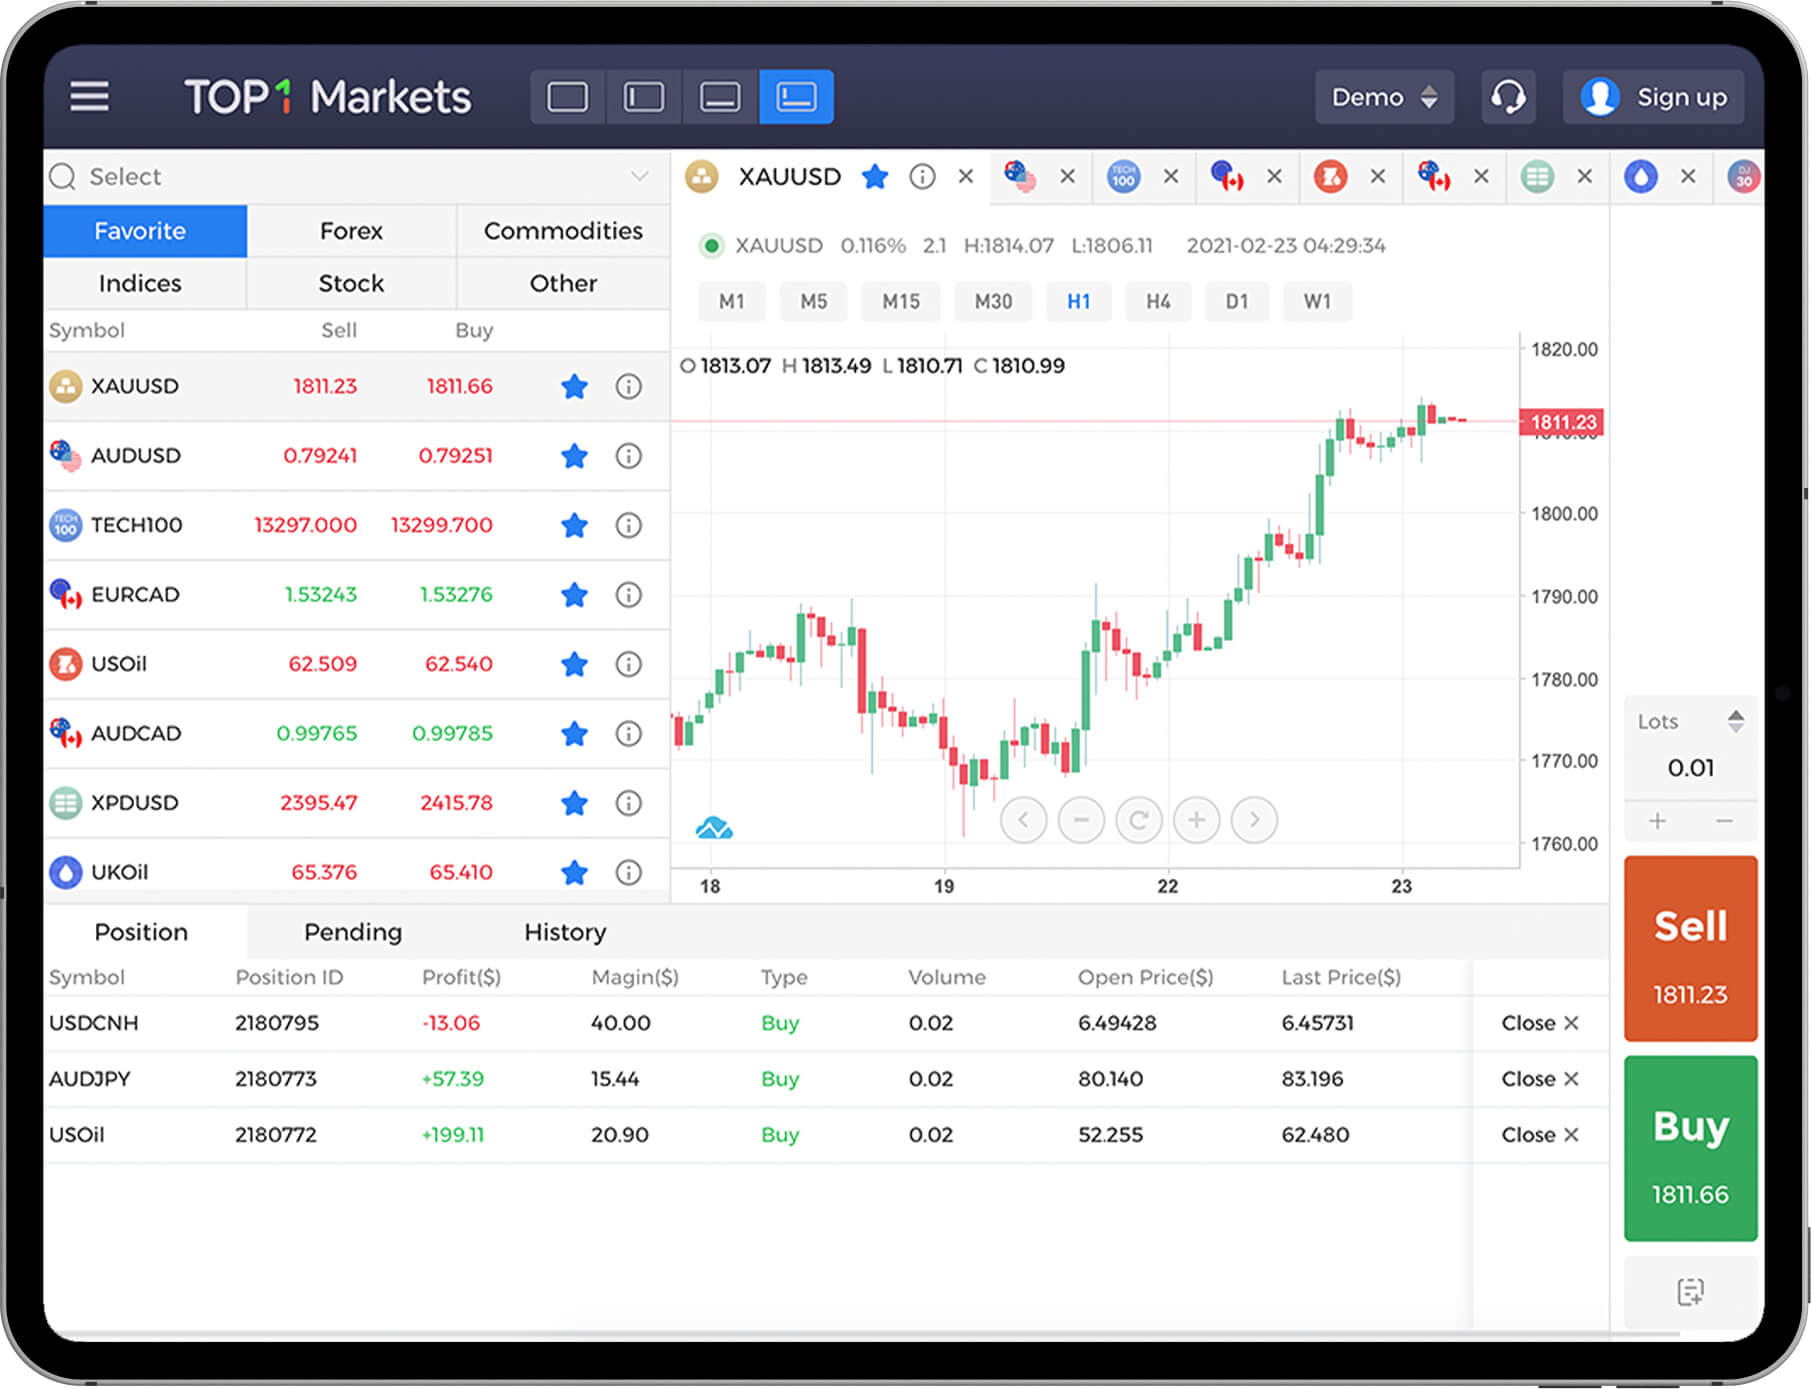 TOP1 Markets
Demo
Sign up
Select
XAUUSD
TECH 100
DJ 30
Favorite Forex Commodities
Indices Stock Other
Symbol Sell Buy
XAUUSD 1811.23 1811.66
AUDUSD 0.79241 0.79251
TECH 100 TECH100 13297.000 13299.700
EURCAD 1.53243 1.53276
USOil 62.509 62.540
AUDCAD 0.99765 0.99785
XPDUSD 2395.47 2415.78
UKOil 65.376 65.410
XAUUSD 0.116% 2.1 H:1814.07 L:1806.11 2021-02-23 04:29:34
M1 M5 M15 M30 H1 H4 D1 W1
O 1813.07 H 1813.49 L 1810.71 C 1810.99
1820.00
1811.23
1810.00
1800.00
1790.00
1780.00
1770.00
1760.00
18 19 22 23
Lots
0.01
+ −
Sell
1811.23
Buy
1811.66
Position Pending History
Symbol Position ID Profit($) Magin($) Type Volume Open Price($) Last Price($)
USDCNH 2180795 -13.06 40.00 Buy 0.02 6.49428 6.45731 Close ×
AUDJPY 2180773 +57.39 15.44 Buy 0.02 80.140 83.196 Close ×
USOil 2180772 +199.11 20.90 Buy 0.02 52.255 62.480 Close ×